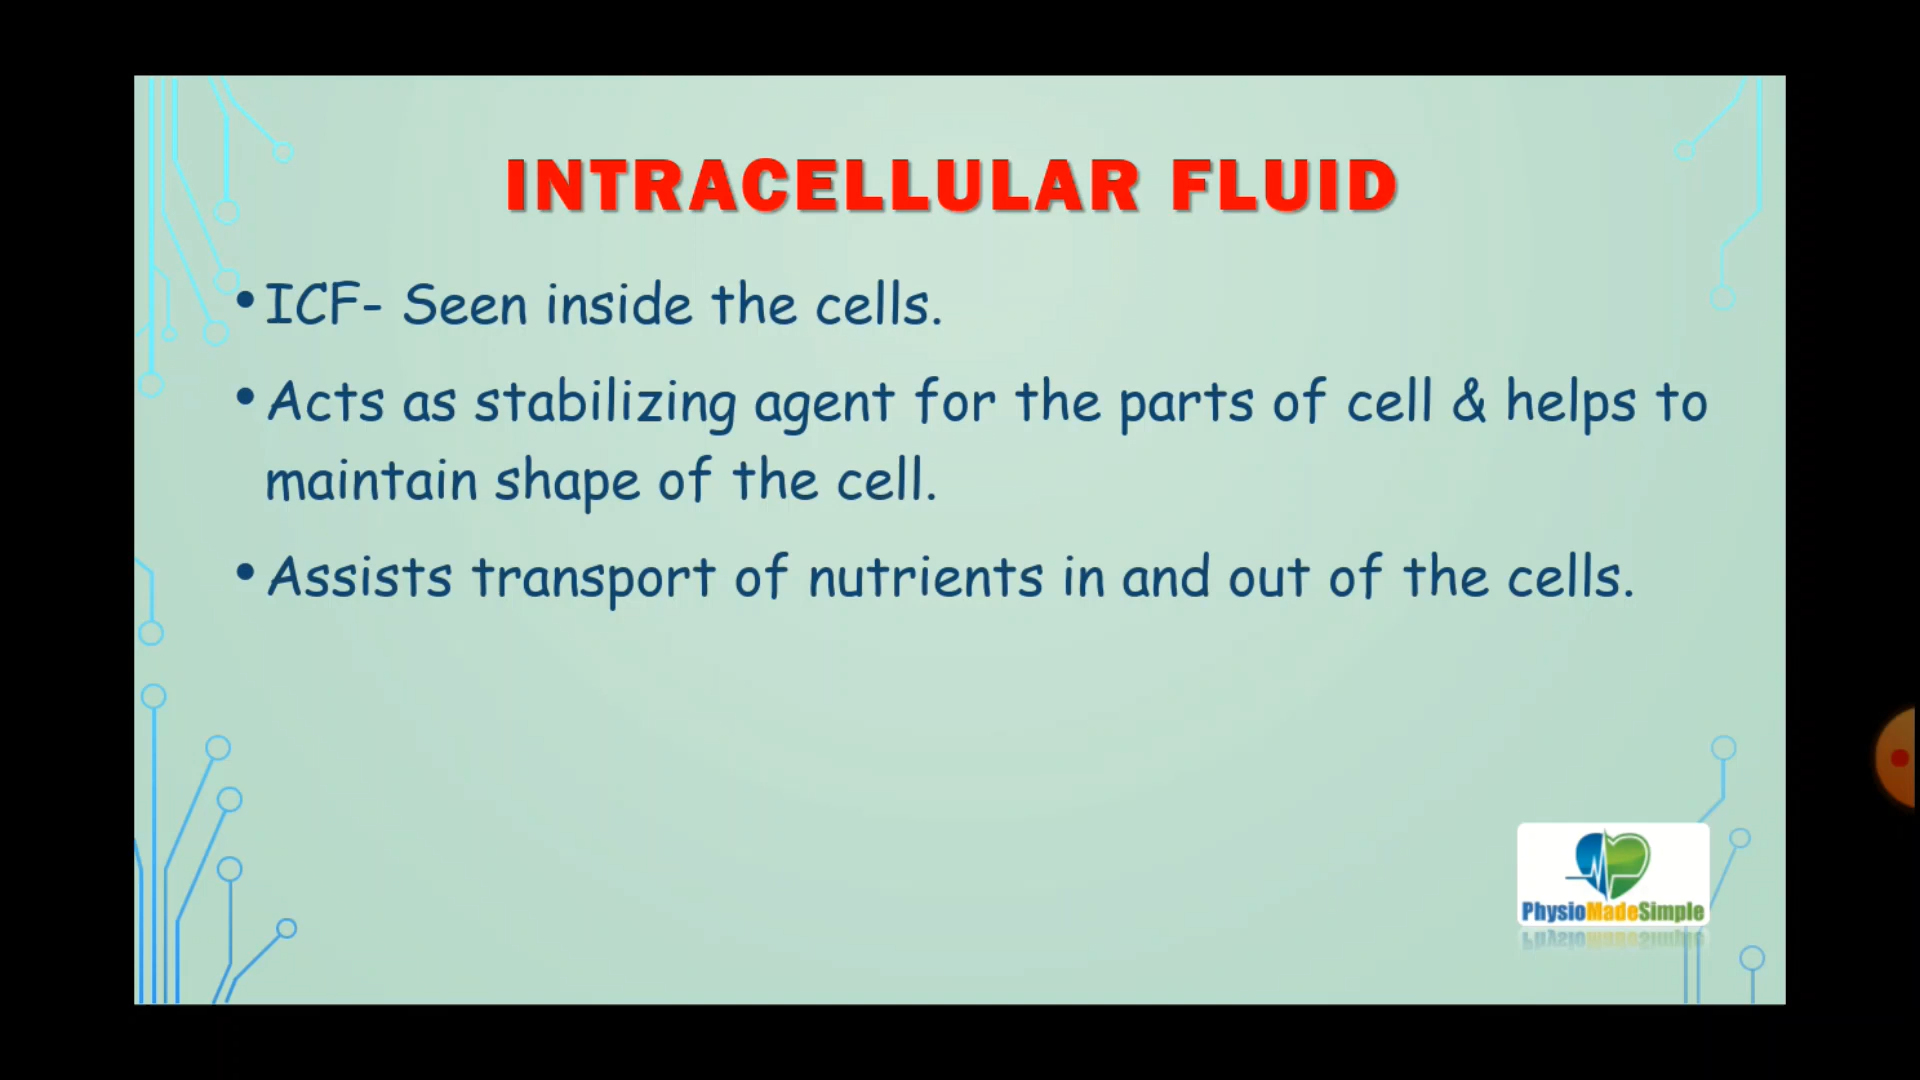 INTRACELLULAR FLUID
• ICF- Seen inside the cells.
• Acts as stabilizing agent for the parts of cell & helps to
maintain shape of the cell.
• Assists transport of nutrients in and out of the cells.
PhysioMadeSimple